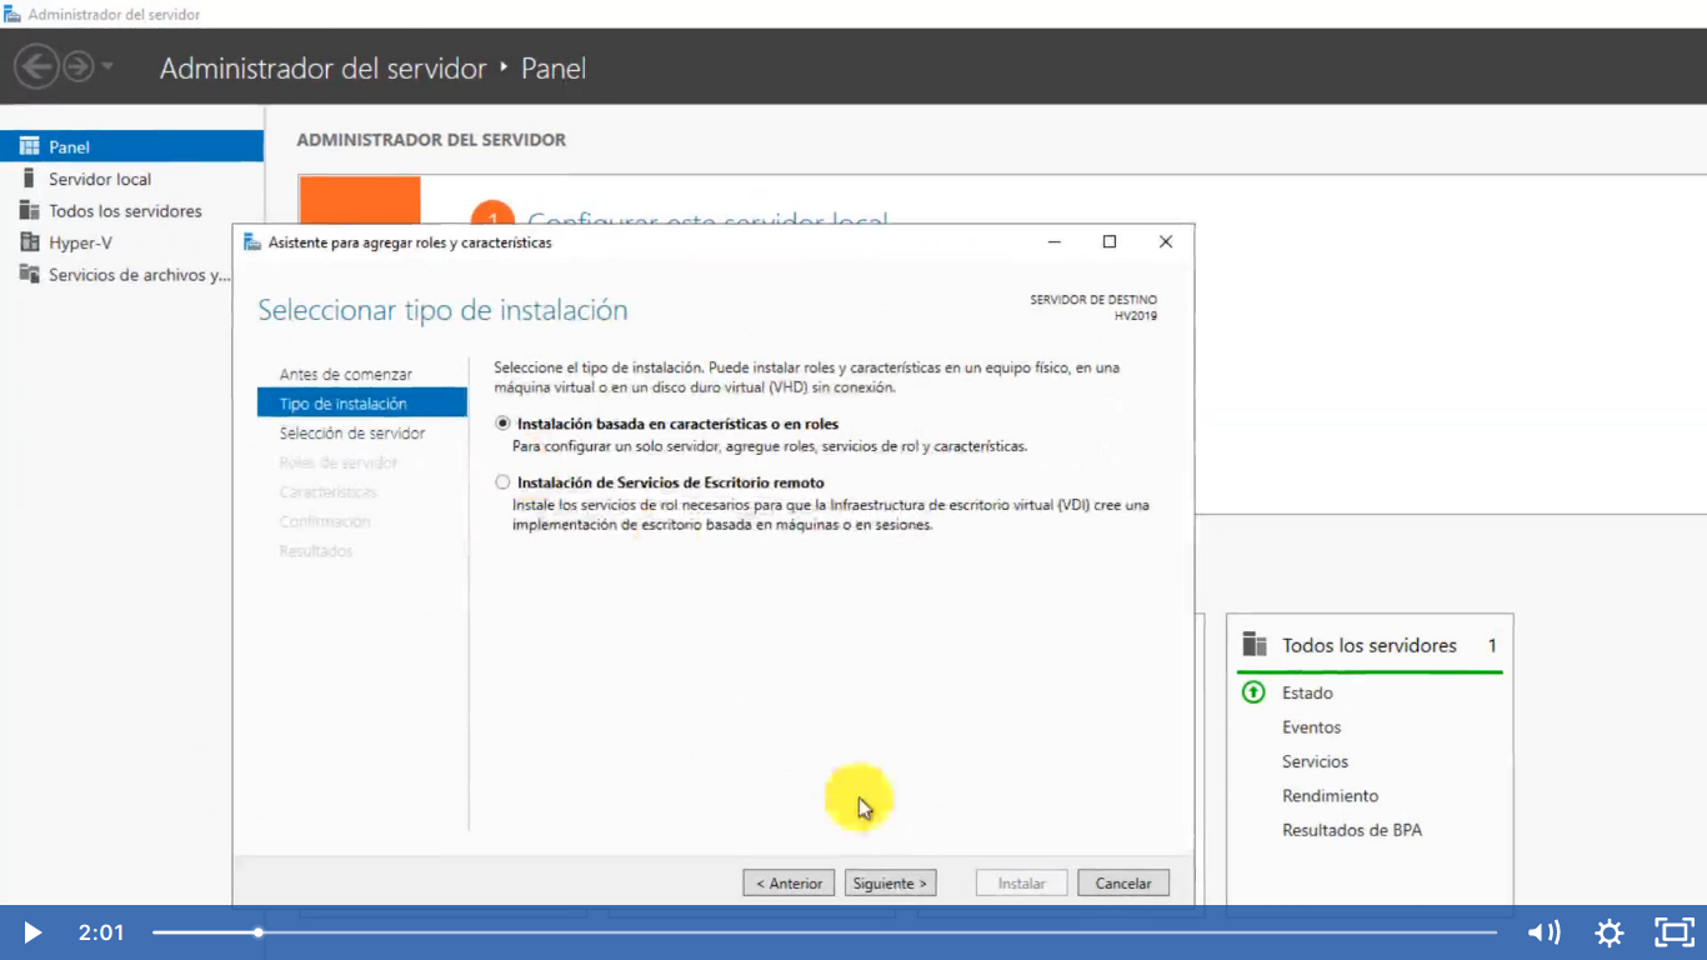 Administrador del servidor
Administrador del servidor ‣ Panel
Panel
Servidor local
Todos los servidores
Hyper-V
Servicios de archivos y...
ADMINISTRADOR DEL SERVIDOR
1 Configurar este servidor local
Asistente para agregar roles y características
Seleccionar tipo de instalación
SERVIDOR DE DESTINO
HV2019
Antes de comenzar
Tipo de instalación
Selección de servidor
Roles de servidor
Características
Confirmación
Resultados
Seleccione el tipo de instalación. Puede instalar roles y características en un equipo físico, en una
máquina virtual o en un disco duro virtual (VHD) sin conexión.
Instalación basada en características o en roles
Para configurar un solo servidor, agregue roles, servicios de rol y características.
Instalación de Servicios de Escritorio remoto
Instale los servicios de rol necesarios para que la Infraestructura de escritorio virtual (VDI) cree una
implementación de escritorio basada en máquinas o en sesiones.
< Anterior
Siguiente >
Instalar
Cancelar
Todos los servidores 1
Estado
Eventos
Servicios
Rendimiento
Resultados de BPA
2:01